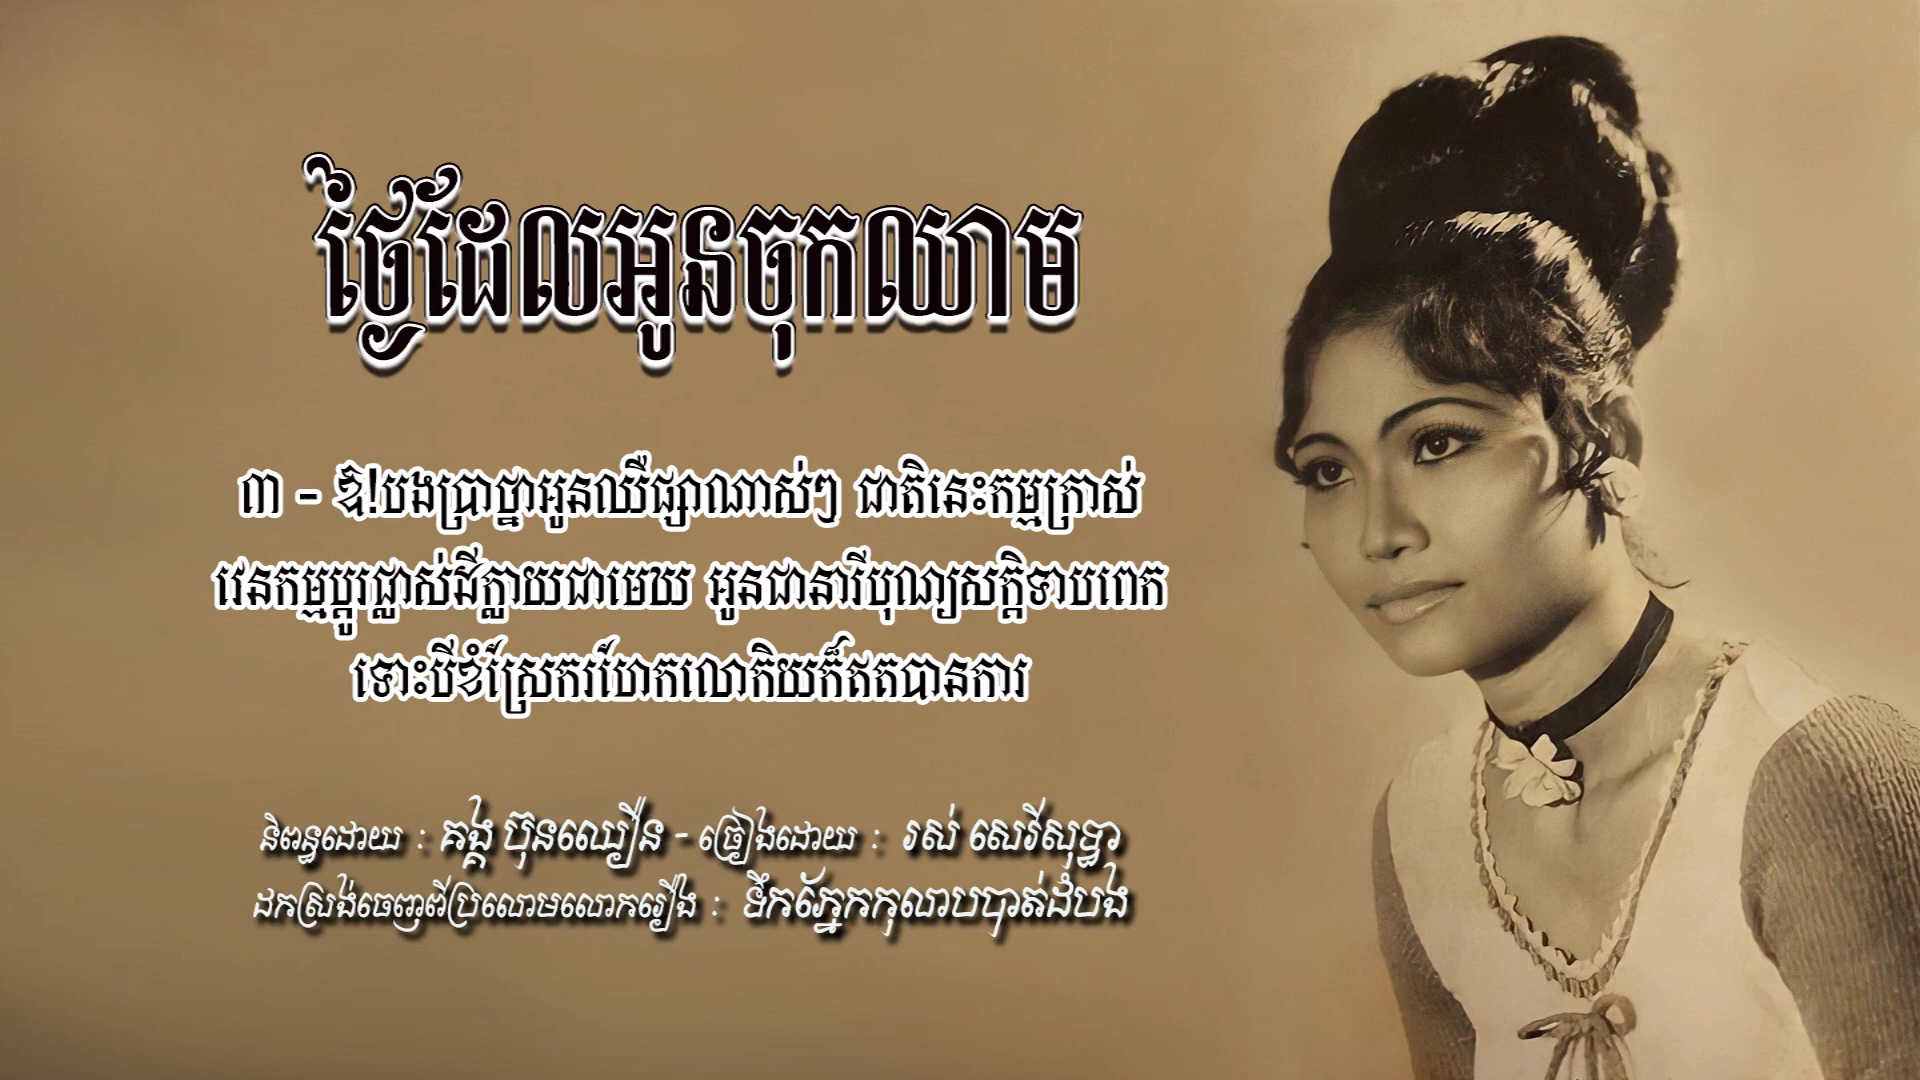 ថ្ងៃដែលអូនចុកឈាម
៣ - ឱ!បងប្រាថ្នាអូនឈឺផ្សាណាស់ៗ ជាតិនេះកម្មក្រាស់
វេនកម្មប្ដូរផ្លាស់ដីក្លាយជាមេឃ អូនជានារីបុណ្យសក្ដិទាបពេក
ទោះបីខំស្រែករហែកលោកិយក៏ឥតបានការ
និពន្ធដោយ : គង្គ ប៊ុនឈឿន - ច្រៀងដោយ : រស់ សេរីសុទ្ធា
ដកស្រង់ចេញពីប្រលោមលោករឿង : ទឹកភ្នែកកុលាបបាត់ដំបង